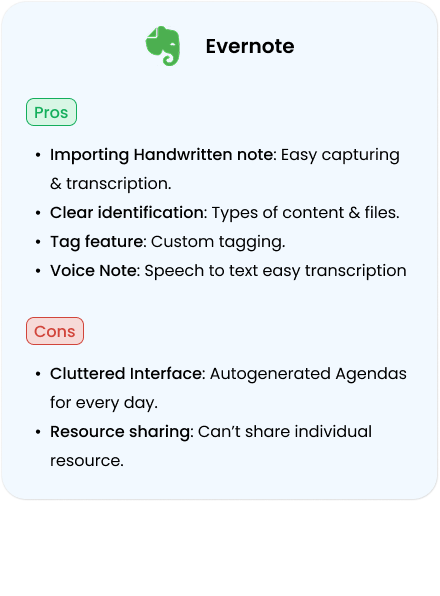 Evernote
Pros
• Importing Handwritten note: Easy capturing
& transcription.
• Clear identification: Types of content & files.
• Tag feature: Custom tagging.
• Voice Note: Speech to text easy transcription
Cons
• Cluttered Interface: Autogenerated Agendas
for every day.
• Resource sharing: Can’t share individual
resource.